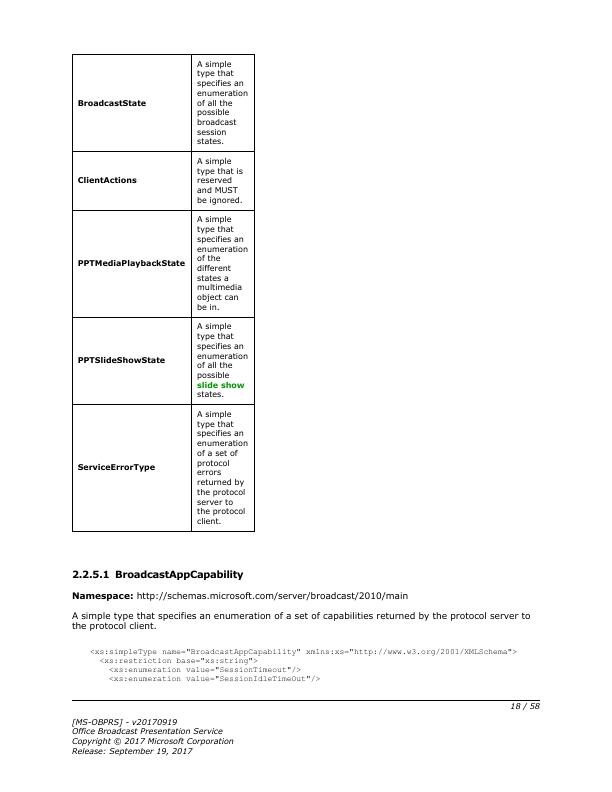 BroadcastState
A simple
type that
specifies an
enumeration
of all the
possible
broadcast
session
states.
ClientActions
A simple
type that is
reserved
and MUST
be ignored.
PPTMediaPlaybackState
A simple
type that
specifies an
enumeration
of the
different
states a
multimedia
object can
be in.
PPTSlideShowState
A simple
type that
specifies an
enumeration
of all the
possible
slide show
states.
ServiceErrorType
A simple
type that
specifies an
enumeration
of a set of
protocol
errors
returned by
the protocol
server to
the protocol
client.
2.2.5.1 BroadcastAppCapability
Namespace: http://schemas.microsoft.com/server/broadcast/2010/main
A simple type that specifies an enumeration of a set of capabilities returned by the protocol server to
the protocol client.
<xs:simpleType name="BroadcastAppCapability" xmlns:xs="http://www.w3.org/2001/XMLSchema">
<xs:restriction base="xs:string">
<xs:enumeration value="SessionTimeout"/>
<xs:enumeration value="SessionIdleTimeOut"/>
18 / 58
[MS-OBPRS] - v20170919
Office Broadcast Presentation Service
Copyright © 2017 Microsoft Corporation
Release: September 19, 2017